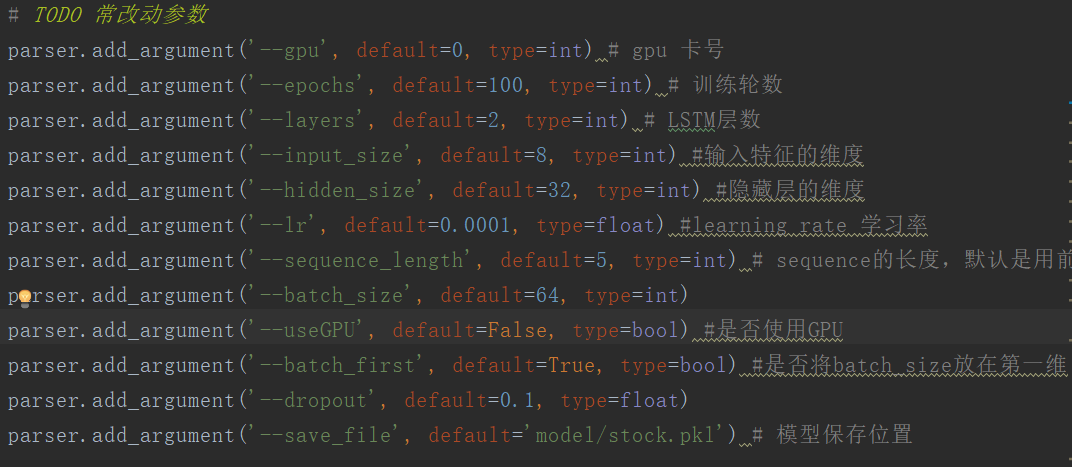 # TODO 常改动参数
parser.add_argument('--gpu', default=0, type=int) # gpu 卡号
parser.add_argument('--epochs', default=100, type=int) # 训练轮数
parser.add_argument('--layers', default=2, type=int) # LSTM层数
parser.add_argument('--input_size', default=8, type=int) #输入特征的维度
parser.add_argument('--hidden_size', default=32, type=int) #隐藏层的维度
parser.add_argument('--lr', default=0.0001, type=float) #learning rate 学习率
parser.add_argument('--sequence_length', default=5, type=int) # sequence的长度，默认是用前
parser.add_argument('--batch_size', default=64, type=int)
parser.add_argument('--useGPU', default=False, type=bool) #是否使用GPU
parser.add_argument('--batch_first', default=True, type=bool) #是否将batch_size放在第一维
parser.add_argument('--dropout', default=0.1, type=float)
parser.add_argument('--save_file', default='model/stock.pkl') # 模型保存位置